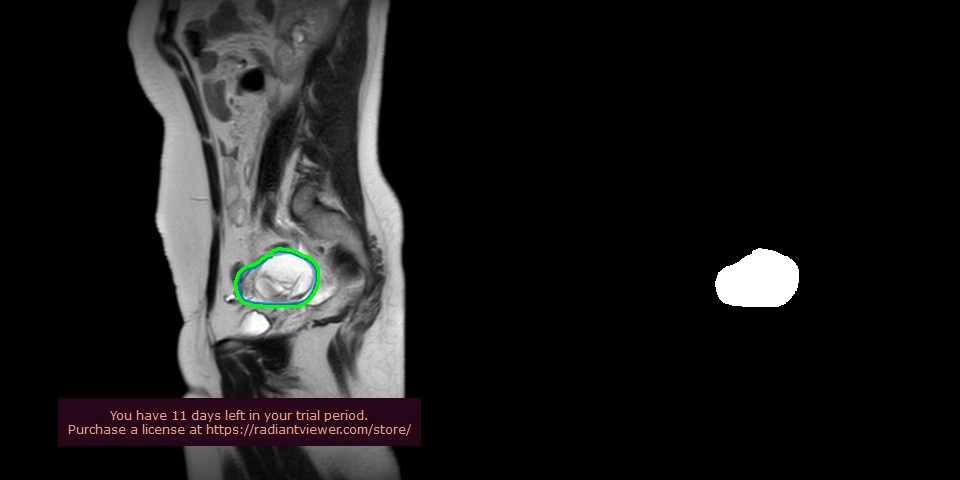 You have 11 days left in your trial period.
Purchase a license at https://radiantviewer.com/store/